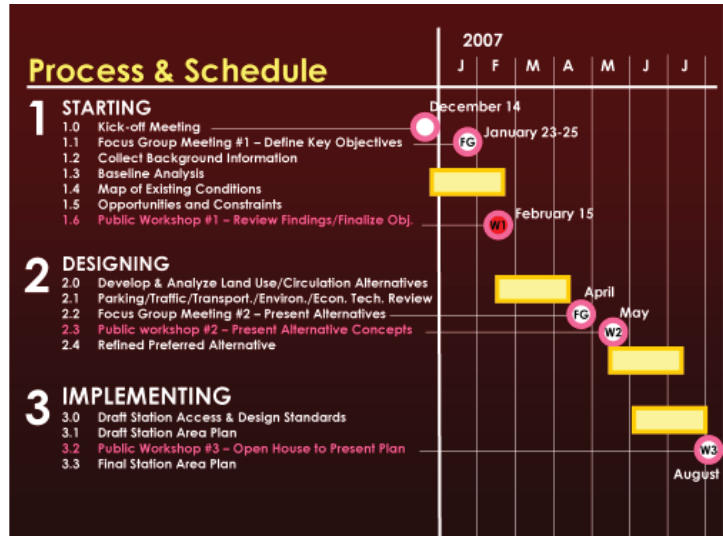 2007
J F M A M J J
Process & Schedule
1 STARTING
December 14
1.0 Kick-off Meeting
1.1 Focus Group Meeting #1 – Define Key Objectives
FG January 23-25
1.2 Collect Background Information
1.3 Baseline Analysis
1.4 Map of Existing Conditions
1.5 Opportunities and Constraints
1.6 Public Workshop #1 – Review Findings/Finalize Obj.
W1 February 15
2 DESIGNING
2.0 Develop & Analyze Land Use/Circulation Alternatives
2.1 Parking/Traffic/Transport./Environ./Econ. Tech. Review
April
2.2 Focus Group Meeting #2 – Present Alternatives
FG May
2.3 Public workshop #2 – Present Alternative Concepts
W2
2.4 Refined Preferred Alternative
3 IMPLEMENTING
3.0 Draft Station Access & Design Standards
3.1 Draft Station Area Plan
3.2 Public Workshop #3 – Open House to Present Plan
W3
3.3 Final Station Area Plan
August